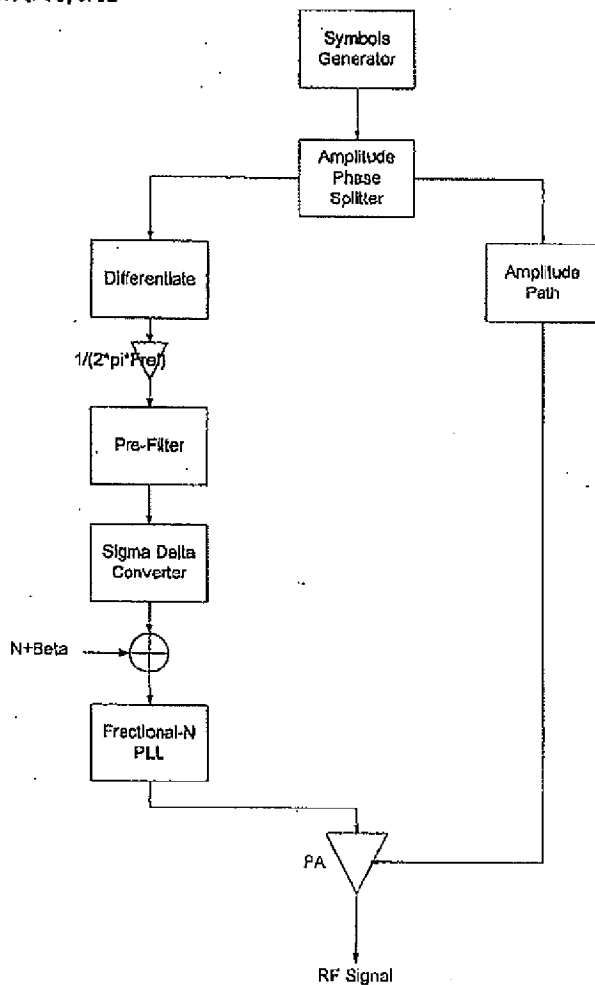 Symbols
Generator
Amplitude
Phase
Splitter
Differentiate
Amplitude
Path
1/(2*pi*Fref)
Pre-Filter
Sigma Delta
Converter
N+Beta
Fractional-N
PLL
PA
RF Signal